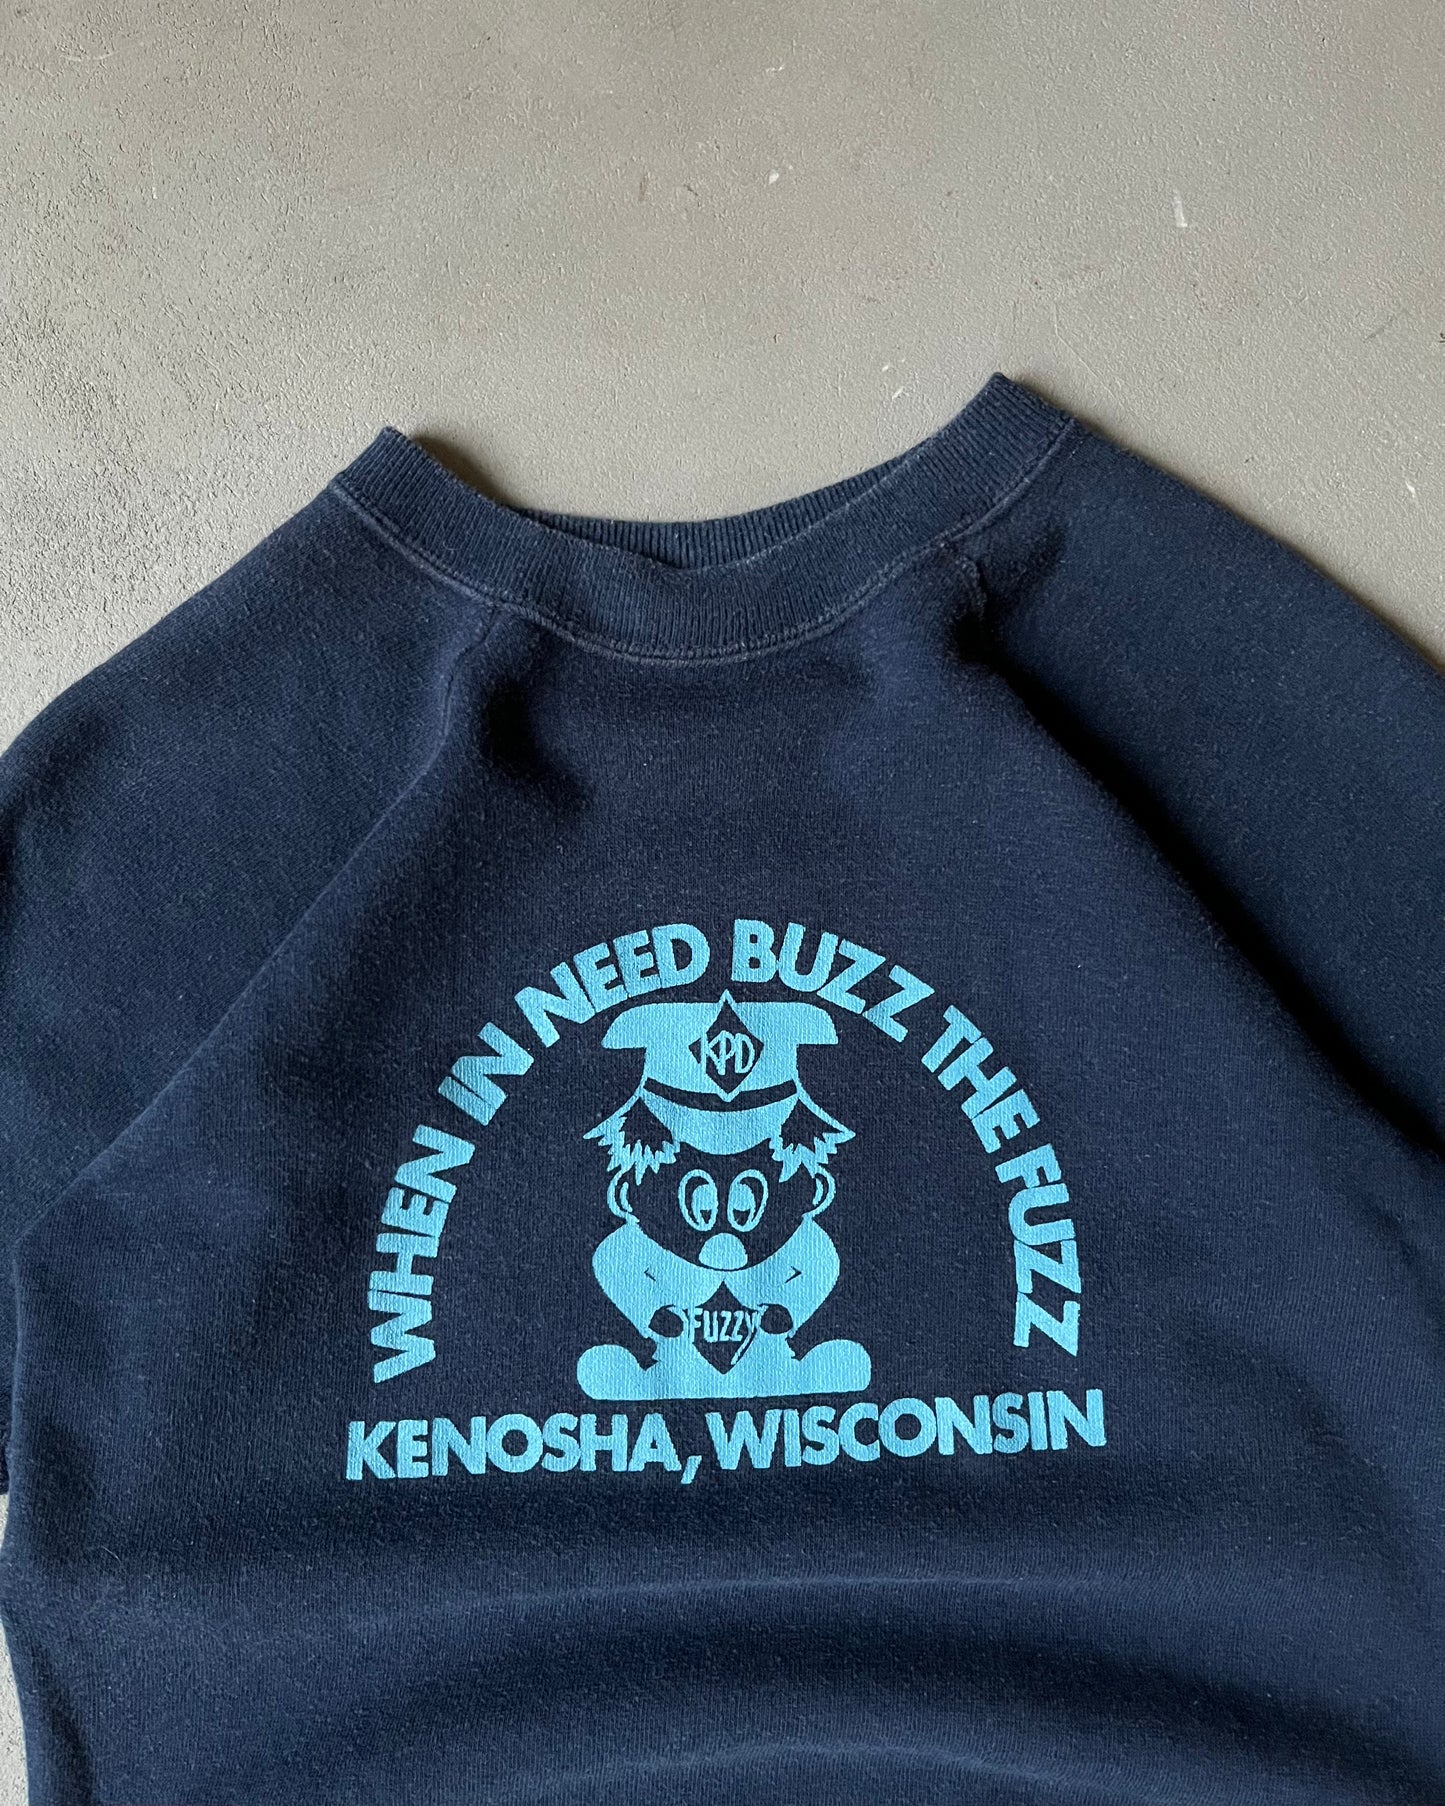 WHEN IN NEED BUZZ THE FUZZ
KPD
FUZZY
KENOSHA, WISCONSIN